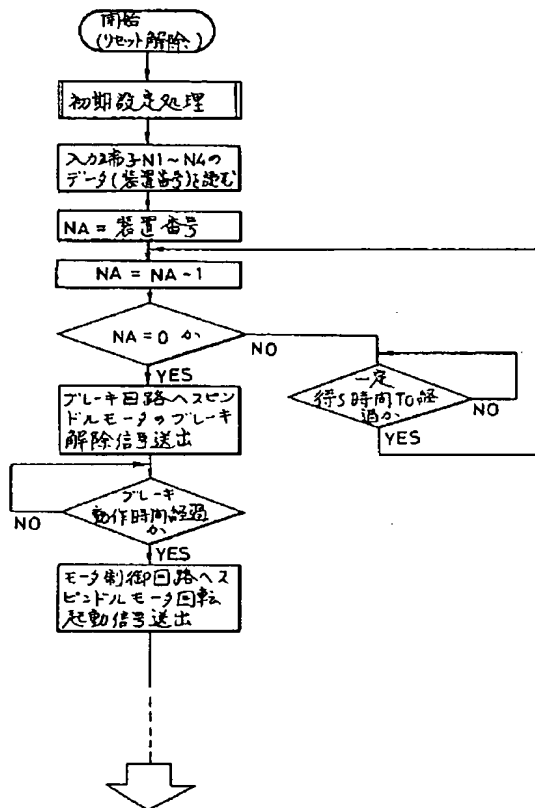 開始
(リセット解除)
初期設定処理
入力端子N1～N4の
データ(装置番号)を読む
NA = 装置番号
NA = NA-1
NA=0 か
NO
YES
一定
待ち時間T0経
過か
NO
YES
ブレーキ回路へスピン
ドルモータのブレーキ
解除信号送出
ブレーキ
動作時間経過
か
NO
YES
モータ制御回路へス
ピンドルモータ回転
起動信号送出